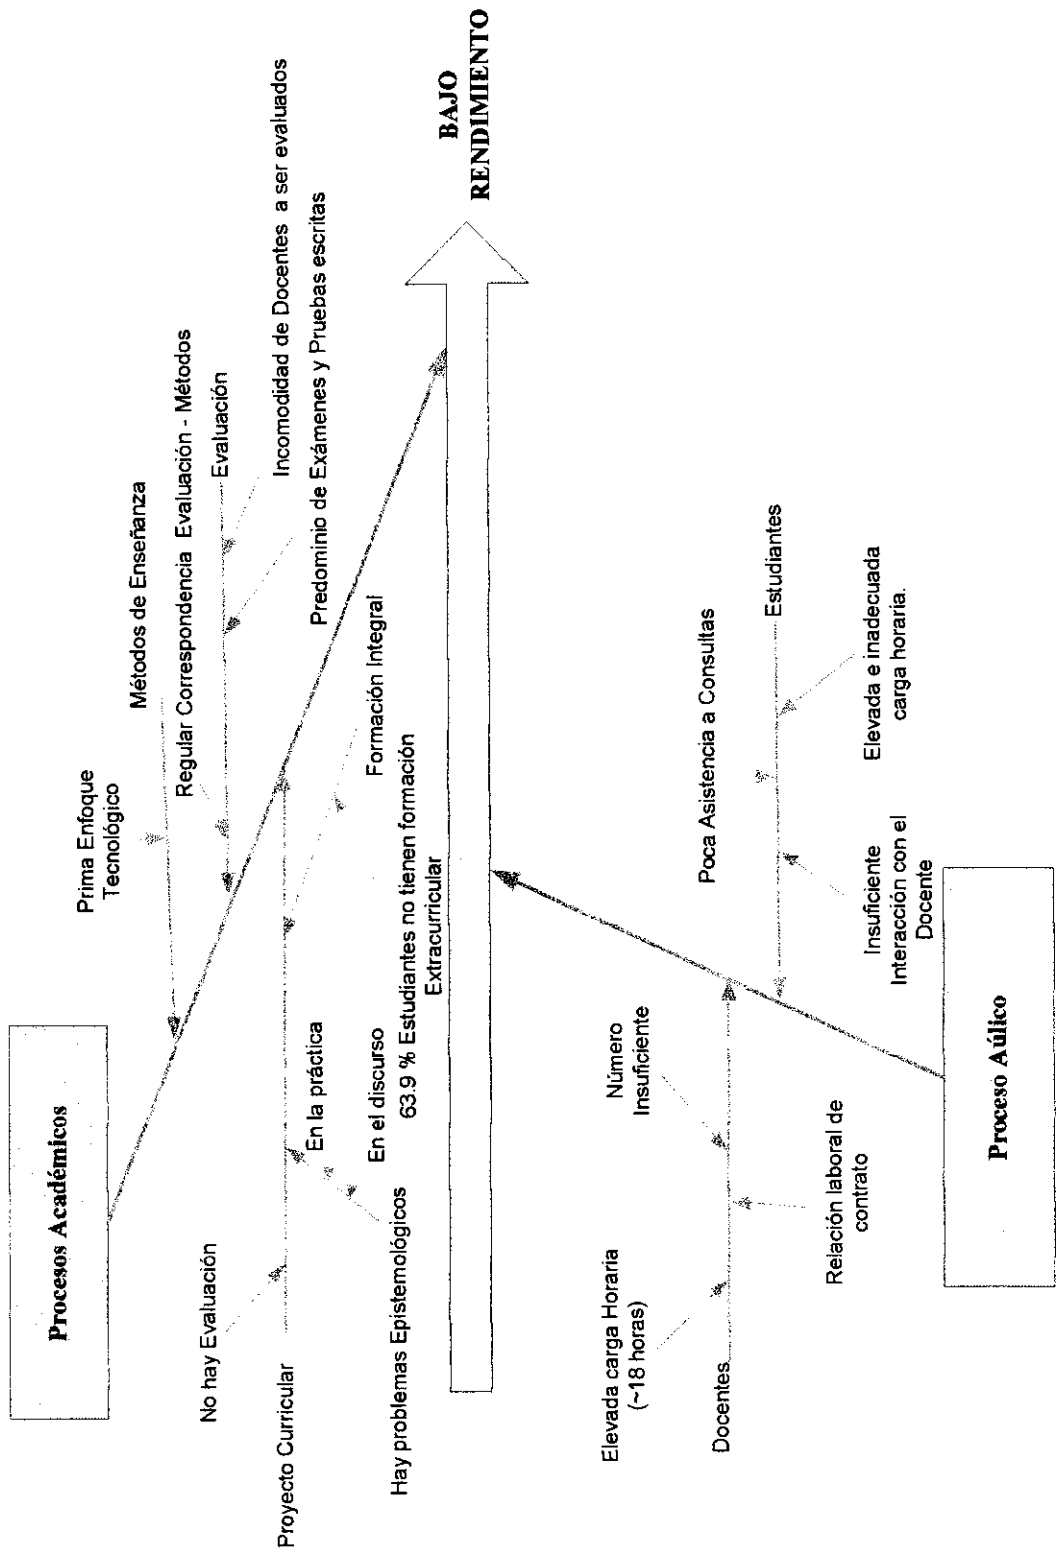 Procesos Académicos
Prima Enfoque
Tecnológico
Métodos de Enseñanza
Regular Correspondencia Evaluación - Métodos
Evaluación
Incomodidad de Docentes a ser evaluados
Predominio de Exámenes y Pruebas escritas
No hay Evaluación
Proyecto Curricular
En la práctica
En el discurso
Hay problemas Epistemológicos
Formación Integral
63.9 % Estudiantes no tienen formación
Extracurricular
BAJO
RENDIMIENTO
Elevada carga Horaria
(~18 horas)
Número
Insuficiente
Docentes
Relación laboral de
contrato
Poca Asistencia a Consultas
Estudiantes
Insuficiente
Interacción con el
Docente
Elevada e inadecuada
carga horaria.
Proceso Aúlico